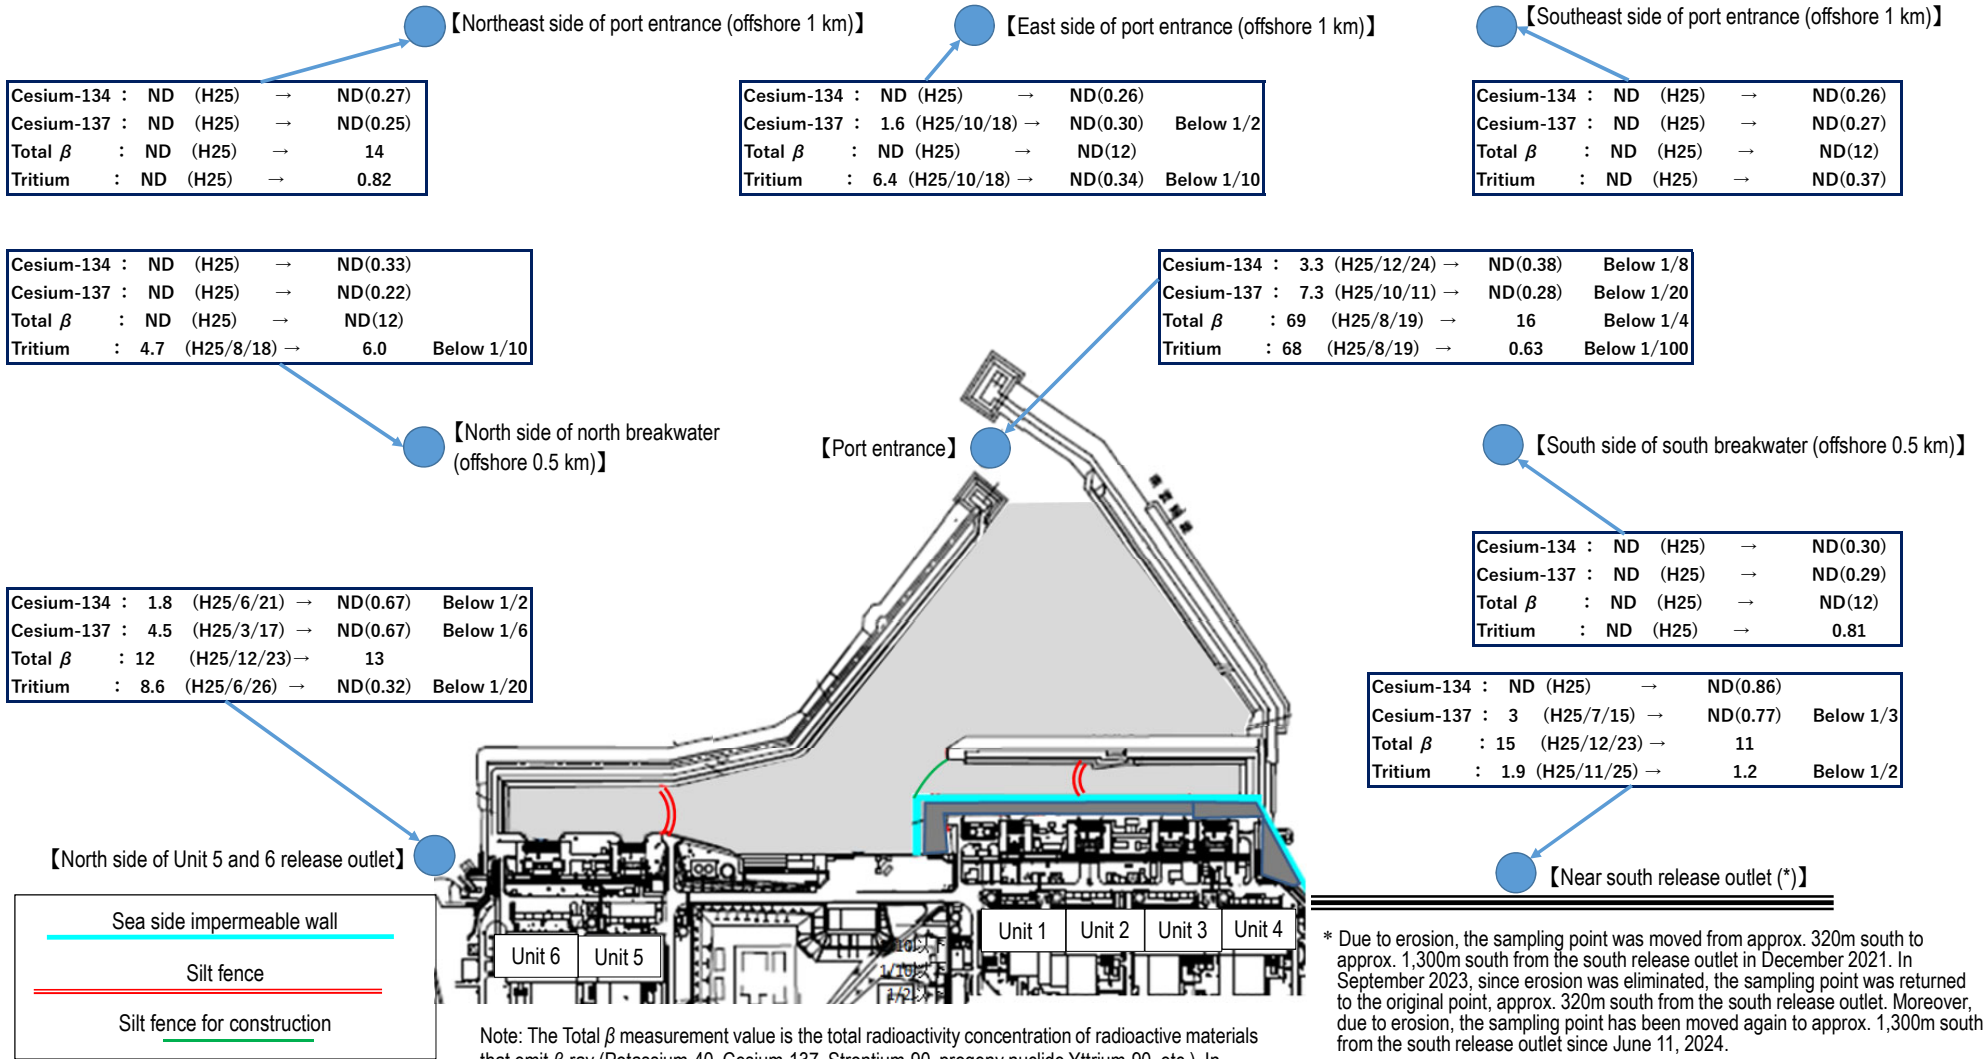 【Northeast side of port entrance (offshore 1 km)】
Cesium-134 : ND (H25) → ND(0.27)
Cesium-137 : ND (H25) → ND(0.25)
Total β : ND (H25) → 14
Tritium : ND (H25) → 0.82
【East side of port entrance (offshore 1 km)】
Cesium-134 : ND (H25) → ND(0.26)
Cesium-137 : 1.6 (H25/10/18) → ND(0.30) Below 1/2
Total β : ND (H25) → ND(12)
Tritium : 6.4 (H25/10/18) → ND(0.34) Below 1/10
【Southeast side of port entrance (offshore 1 km)】
Cesium-134 : ND (H25) → ND(0.26)
Cesium-137 : ND (H25) → ND(0.27)
Total β : ND (H25) → ND(12)
Tritium : ND (H25) → ND(0.37)
Cesium-134 : ND (H25) → ND(0.33)
Cesium-137 : ND (H25) → ND(0.22)
Total β : ND (H25) → ND(12)
Tritium : 4.7 (H25/8/18) → 6.0 Below 1/10
【North side of north breakwater
(offshore 0.5 km)】
Cesium-134 : 3.3 (H25/12/24) → ND(0.38) Below 1/8
Cesium-137 : 7.3 (H25/10/11) → ND(0.28) Below 1/20
Total β : 69 (H25/8/19) → 16 Below 1/4
Tritium : 68 (H25/8/19) → 0.63 Below 1/100
【Port entrance】
【South side of south breakwater (offshore 0.5 km)】
Cesium-134 : ND (H25) → ND(0.30)
Cesium-137 : ND (H25) → ND(0.29)
Total β : ND (H25) → ND(12)
Tritium : ND (H25) → 0.81
Cesium-134 : 1.8 (H25/6/21) → ND(0.67) Below 1/2
Cesium-137 : 4.5 (H25/3/17) → ND(0.67) Below 1/6
Total β : 12 (H25/12/23)→ 13
Tritium : 8.6 (H25/6/26) → ND(0.32) Below 1/20
【North side of Unit 5 and 6 release outlet】
Cesium-134 : ND (H25) → ND(0.86)
Cesium-137 : 3 (H25/7/15) → ND(0.77) Below 1/3
Total β : 15 (H25/12/23) → 11
Tritium : 1.9 (H25/11/25) → 1.2 Below 1/2
【Near south release outlet (*)】
Sea side impermeable wall
Silt fence
Silt fence for construction
Unit 6
Unit 5
Unit 1
Unit 2
Unit 3
Unit 4
* Due to erosion, the sampling point was moved from approx. 320m south to
approx. 1,300m south from the south release outlet in December 2021. In
September 2023, since erosion was eliminated, the sampling point was returned
to the original point, approx. 320m south from the south release outlet. Moreover,
due to erosion, the sampling point has been moved again to approx. 1,300m south
from the south release outlet since June 11, 2024.
Note: The Total β measurement value is the total radioactivity concentration of radioactive materials
that emit β ray (Potassium-40, Cesium-137, Strontium-90, progeny nuclide Yttrium-90, etc.). In